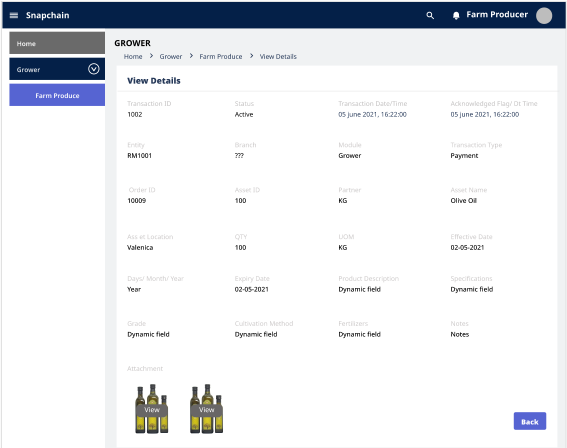 Snapchain
Farm Producer
Home
Grower
Farm Produce
GROWER
Home > Grower > Farm Produce > View Details
View Details
Transaction ID Status Transaction Date/Time Acknowledged Flag/ Dt Time
1002 Active 05 june 2021, 16:22:00 05 june 2021, 16:22:00
Entity Branch Module Transaction Type
RM1001 ??? Grower Payment
Order ID Asset ID Partner Asset Name
10009 100 KG Olive Oil
Ass et Location QTY UOM Effective Date
Valenica 100 KG 02-05-2021
Days/ Month/ Year Expiry Date Product Description Specifications
Year 02-05-2021 Dynamic field Dynamic field
Grade Cultivation Method Fertilizers Notes
Dynamic field Dynamic field Dynamic field Notes
Attachment
View View
Back